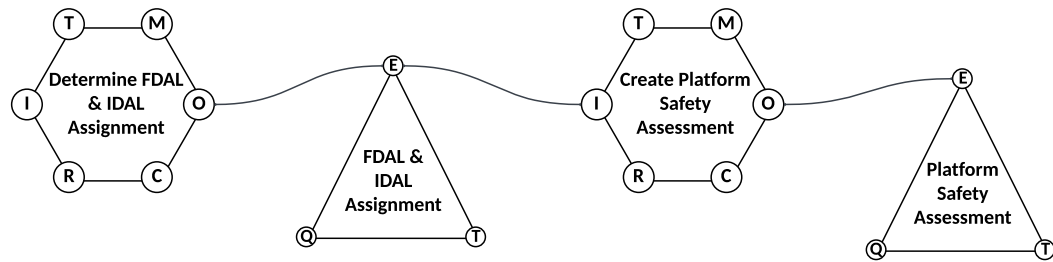 T M
Determine FDAL
& IDAL
Assignment
I O
R C
E
FDAL &
IDAL
Assignment
Q T
T M
Create Platform
Safety
Assessment
I O
R C
E
Platform
Safety
Assessment
Q T